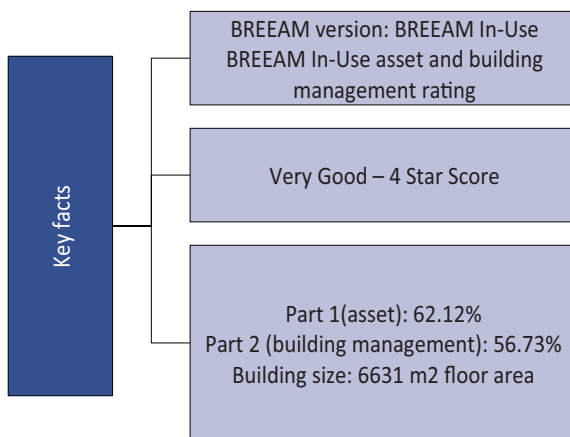 Key facts
BREEAM version: BREEAM In-Use
BREEAM In-Use asset and building
management rating
Very Good – 4 Star Score
Part 1(asset): 62.12%
Part 2 (building management): 56.73%
Building size: 6631 m2 floor area